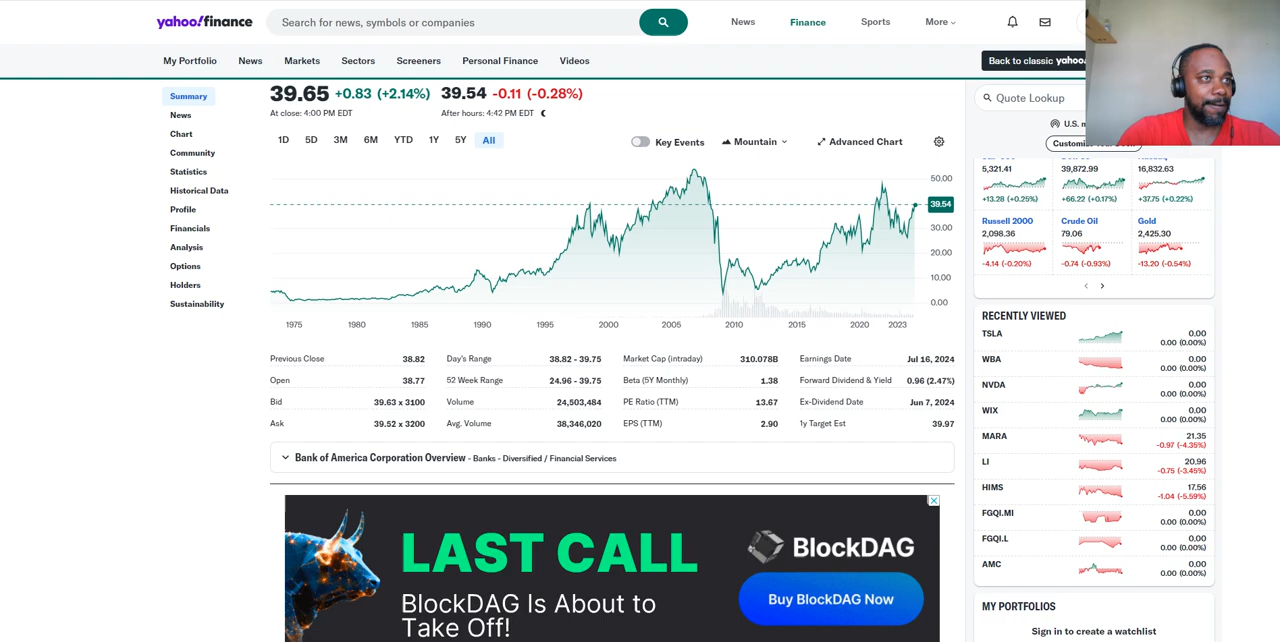 yahoo!finance
Search for news, symbols or companies
News
Finance
Sports
More
My Portfolio
News
Markets
Sectors
Screeners
Personal Finance
Videos
Back to classic
Summary
News
Chart
Community
Statistics
Historical Data
Profile
Financials
Analysis
Options
Holders
Sustainability
39.65 +0.83 (+2.14%) 39.54 -0.11 (-0.28%)
At close: 4:00 PM EDT
After hours: 4:42 PM EDT
1D 5D 3M 6M YTD 1Y 5Y All
Key Events
Mountain
Advanced Chart
50.00
39.54
30.00
20.00
10.00
0.00
1975 1980 1985 1990 1995 2000 2005 2010 2015 2020 2023
Previous Close 38.82
Day's Range 38.82 - 39.75
Market Cap (intraday) 310.078B
Earnings Date Jul 16, 2024
Open 38.77
52 Week Range 24.96 - 39.75
Beta (5Y Monthly) 1.38
Forward Dividend & Yield 0.96 (2.47%)
Bid 39.63 x 3100
Volume 24,503,484
PE Ratio (TTM) 13.67
Ex-Dividend Date Jun 7, 2024
Ask 39.52 x 3200
Avg. Volume 38,346,020
EPS (TTM) 2.90
1y Target Est 39.97
Bank of America Corporation Overview - Banks - Diversified / Financial Services
LAST CALL
BlockDAG Is About to
Take Off!
BlockDAG
Buy BlockDAG Now
Quote Lookup
5,321.41
+13.28 (+0.25%)
39,872.99
+66.22 (+0.17%)
16,832.63
+37.75 (+0.22%)
Russell 2000
2,098.36
-4.14 (-0.20%)
Crude Oil
79.06
-0.74 (-0.93%)
Gold
2,425.30
-13.20 (-0.54%)
RECENTLY VIEWED
TSLA 0.00
0.00 (0.00%)
WBA 0.00
0.00 (0.00%)
NVDA 0.00
0.00 (0.00%)
WIX 0.00
0.00 (0.00%)
MARA 21.35
-0.97 (-4.35%)
LI 20.96
-0.75 (-3.45%)
HIMS 17.56
-1.04 (-5.59%)
FGQI.MI 0.00
0.00 (0.00%)
FGQI.L 0.00
0.00 (0.00%)
AMC 0.00
0.00 (0.00%)
MY PORTFOLIOS
Sign in to create a watchlist